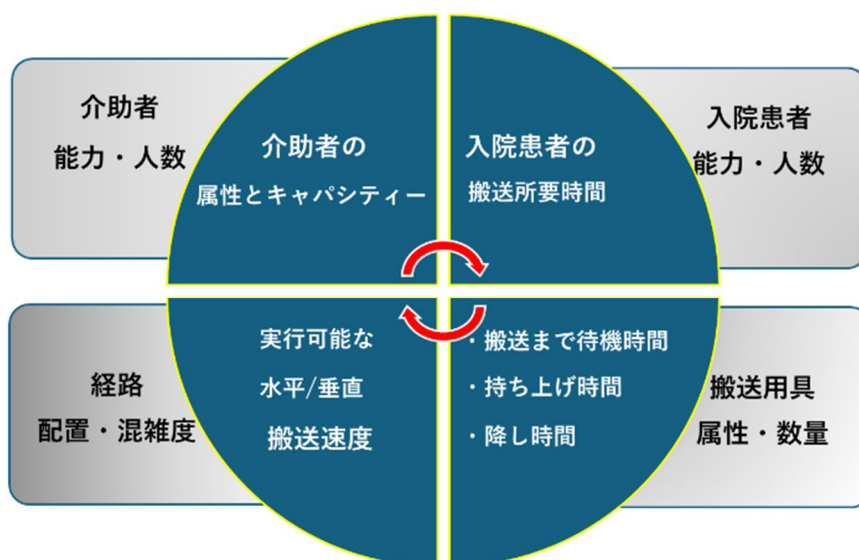 介助者
能力・人数
介助者の
属性とキャパシティー
入院患者の
搬送所要時間
入院患者
能力・人数
経路
配置・混雑度
実行可能な
水平/垂直
搬送速度
・搬送まで待機時間
・持ち上げ時間
・降し時間
搬送用具
属性・数量